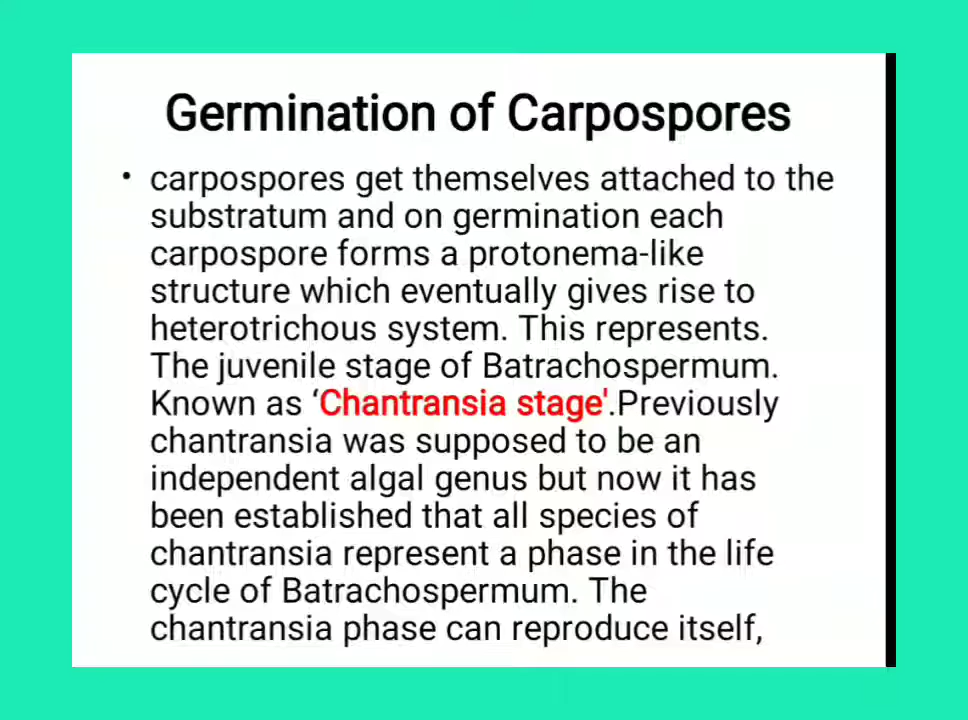 Germination of Carpospores
• carpospores get themselves attached to the
substratum and on germination each
carpospore forms a protonema-like
structure which eventually gives rise to
heterotrichous system. This represents.
The juvenile stage of Batrachospermum.
Known as ‘Chantransia stage'.Previously
chantransia was supposed to be an
independent algal genus but now it has
been established that all species of
chantransia represent a phase in the life
cycle of Batrachospermum. The
chantransia phase can reproduce itself,